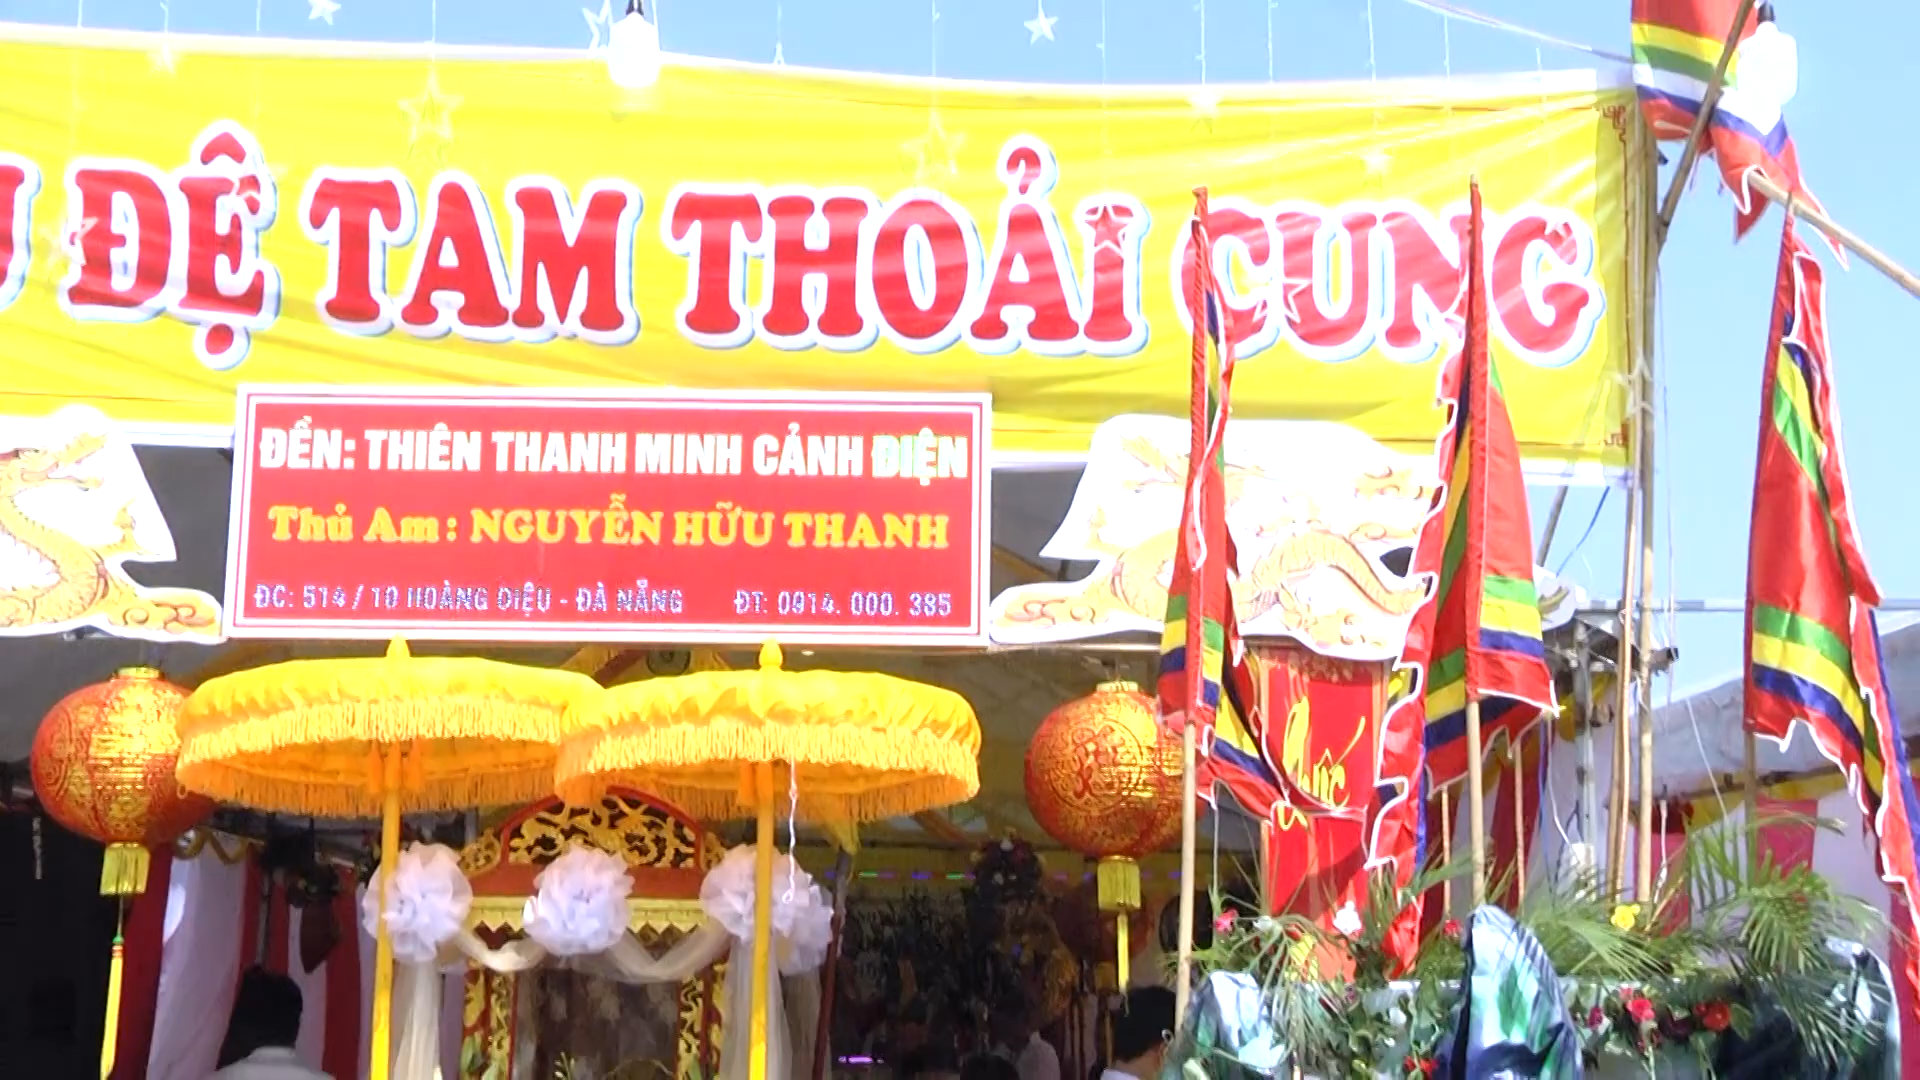 ĐỆ TAM THOẢI CUNG
ĐỀN: THIÊN THANH MINH CẢNH ĐIỆN
Thủ Am: NGUYỄN HỮU THANH
ĐC: 514 / 10 HOÀNG DIỆU - ĐÀ NẴNG ĐT: 0914. 000. 385